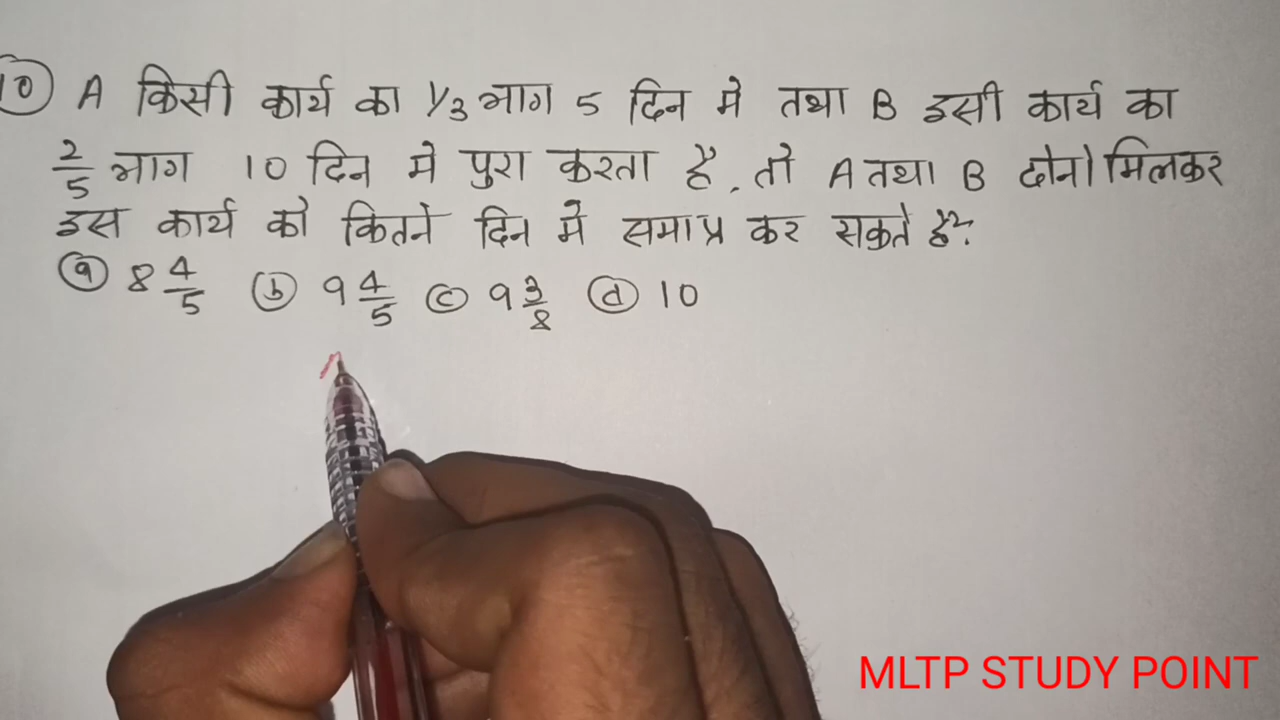 10 A किसी कार्य का 1/3 भाग 5 दिन मे तथा B इसी कार्य का
2/5 भाग 10 दिन मे पुरा करता है, तो A तथा B दोनो मिलकर
इस कार्य को कितने दिन में समाप्र कर सकते है?
a 8 4/5 b 9 4/5 c 9 3/8 d 10
MLTP STUDY POINT